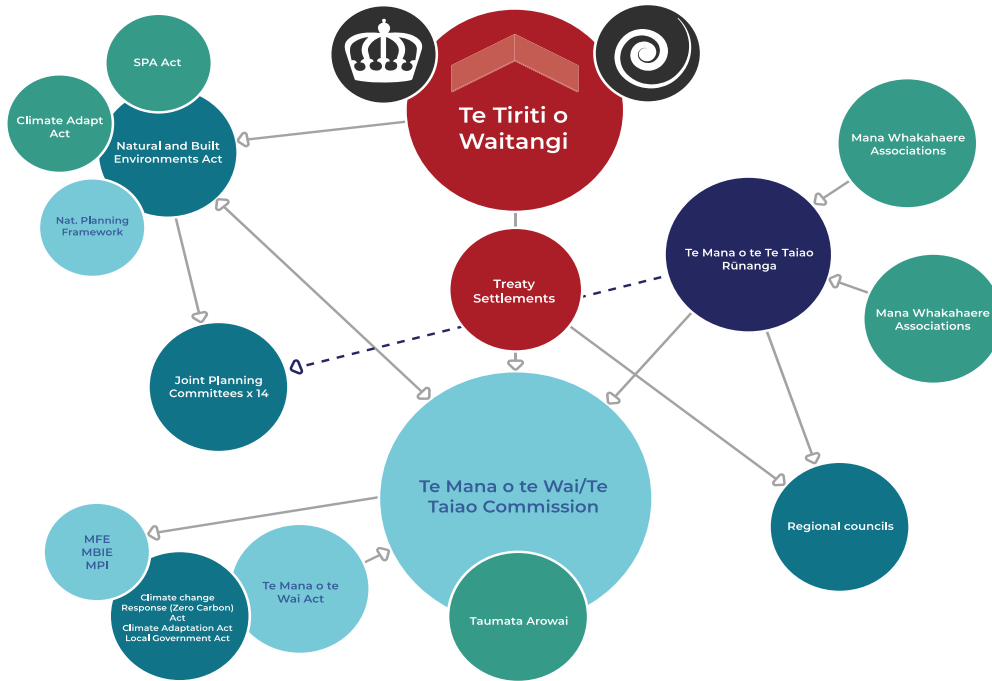 SPA Act
Climate Adapt
Act
Natural and Built
Environments Act
Nat. Planning
Framework
Te Tiriti o
Waitangi
Mana Whakahaere
Associations
Te Mana o te Te Taiao
Rūnanga
Treaty
Settlements
Mana Whakahaere
Associations
Joint Planning
Committees x 14
Te Mana o te Wai/Te
Taiao Commission
Regional councils
MFE
MBIE
MPI
Te Mana o te
Wai Act
Climate change
Response (Zero Carbon)
Act
Climate Adaptation Act
Local Government Act
Taumata Arowai